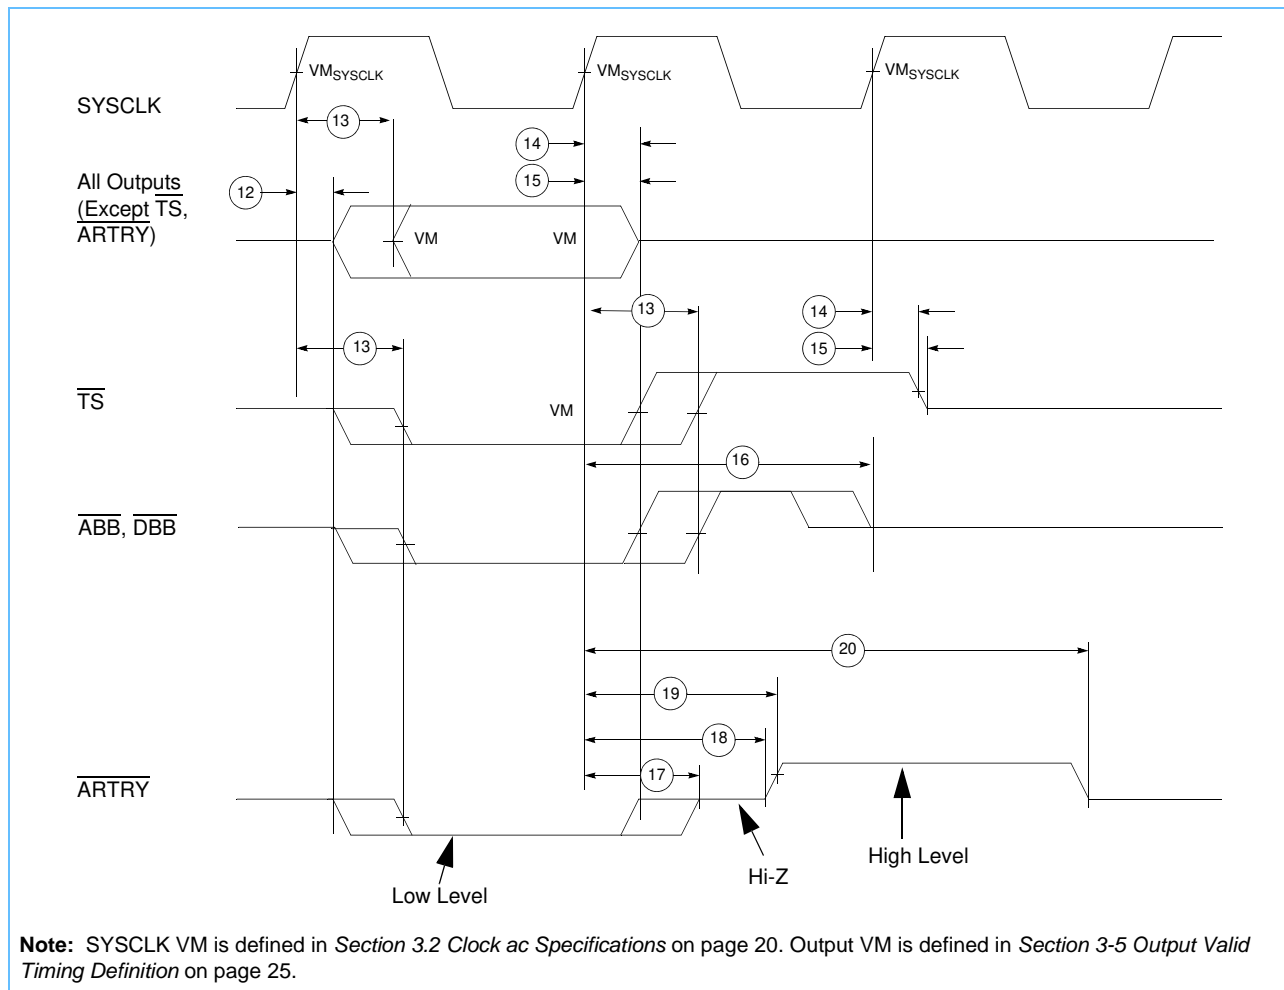 VMSYSCLK
VMSYSCLK
VMSYSCLK
SYSCLK
13
14
15
12
All Outputs
(Except TS,
ARTRY)
VM
VM
13
14
13
15
TS
VM
16
ABB, DBB
20
19
18
17
ARTRY
High Level
Hi-Z
Low Level
Note: SYSCLK VM is defined in Section 3.2 Clock ac Specifications on page 20. Output VM is defined in Section 3-5 Output Valid
Timing Definition on page 25.